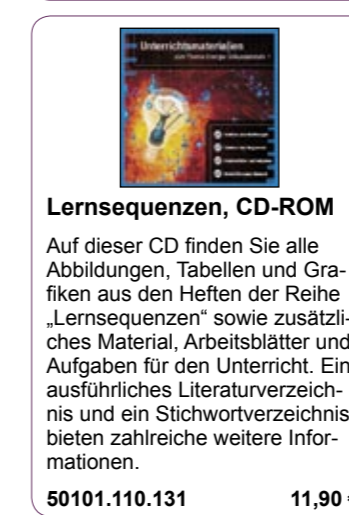 Unterrichtsmaterialien
Lernsequenzen, CD-ROM
Auf dieser CD finden Sie alle
Abbildungen, Tabellen und Gra-
fiken aus den Heften der Reihe
„Lernsequenzen“ sowie zusätzli-
ches Material, Arbeitsblätter und
Aufgaben für den Unterricht. Ein
ausführliches Literaturverzeich-
nis und ein Stichwortverzeichnis
bieten zahlreiche weitere Infor-
mationen.
50101.110.131 11,90